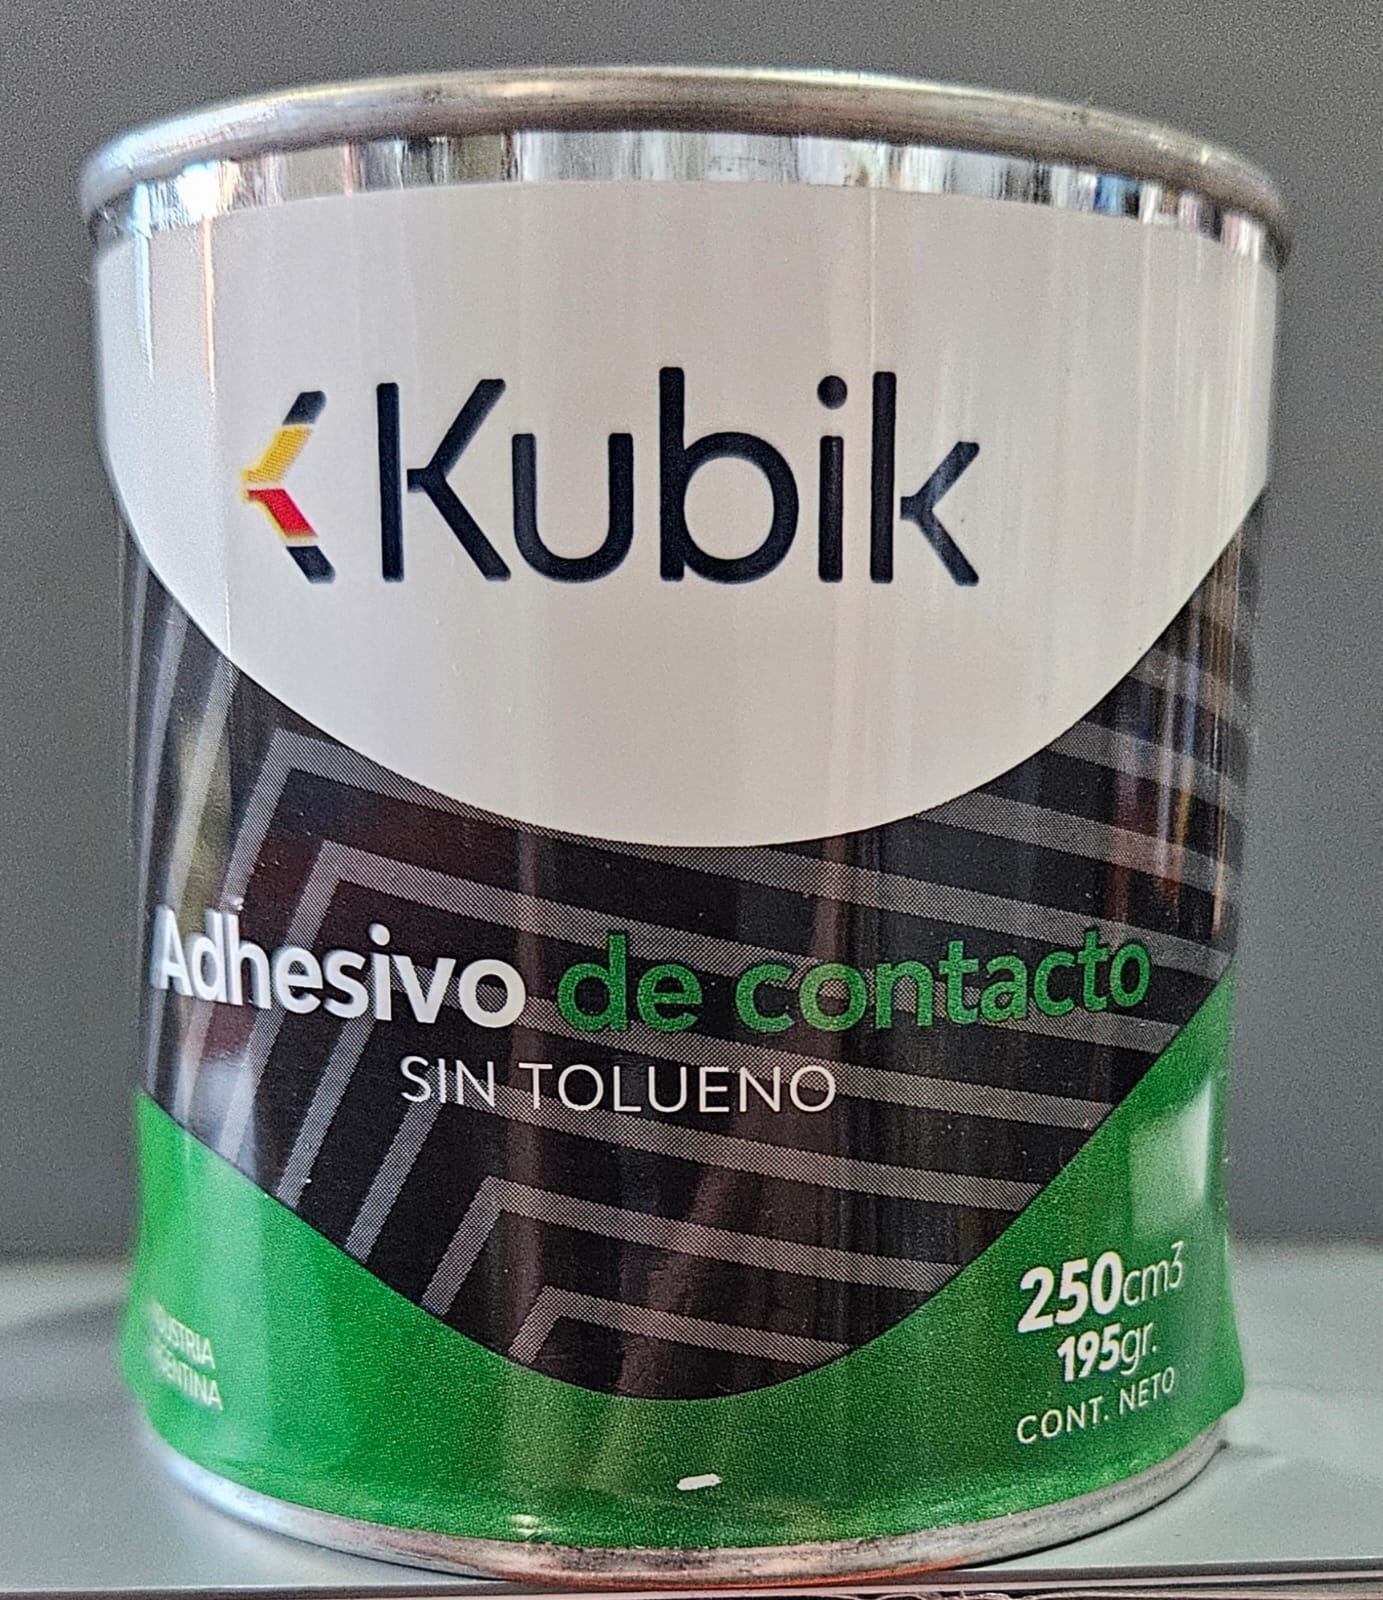 Kubik
Adhesivo de contacto
SIN TOLUENO
250cm3
195gr.
CONT. NETO